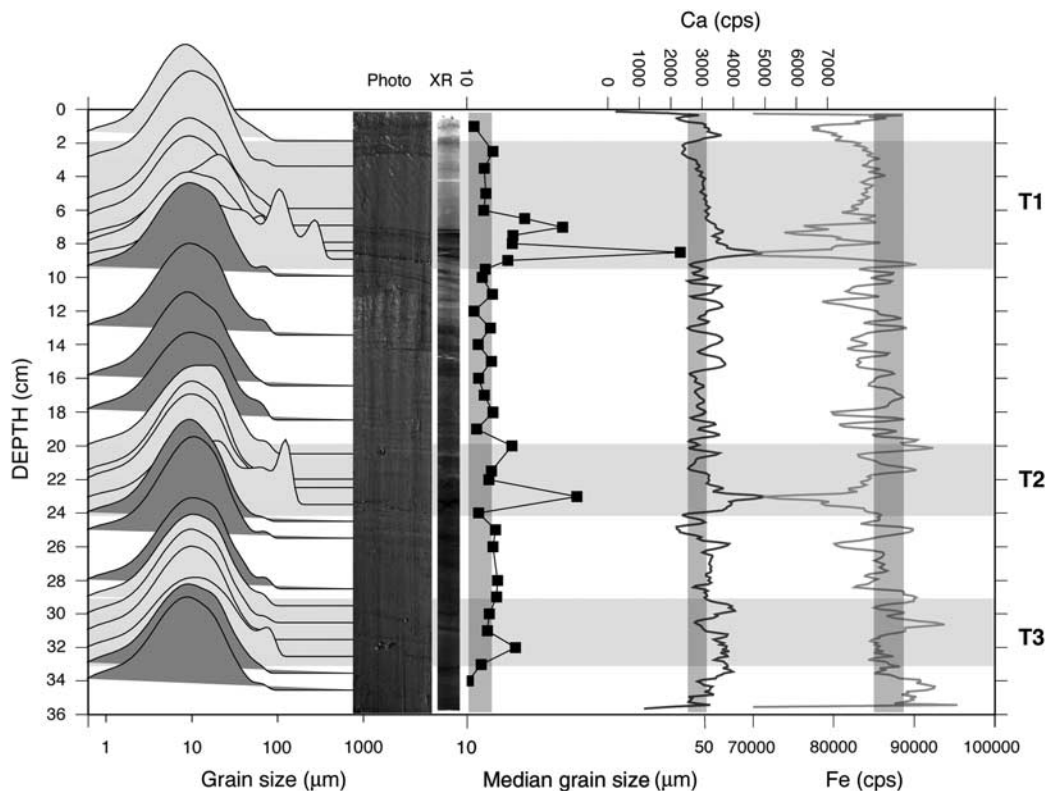 Ca (cps)
0 1000 2000 3000 4000 5000 6000 7000
Photo XR 10
DEPTH (cm)
0
2
4
6
8
10
12
14
16
18
20
22
24
26
28
30
32
34
36
T1
T2
T3
1 10 100 1000 10 50 70000 80000 90000 100000
Grain size (μm) Median grain size (μm) Fe (cps)